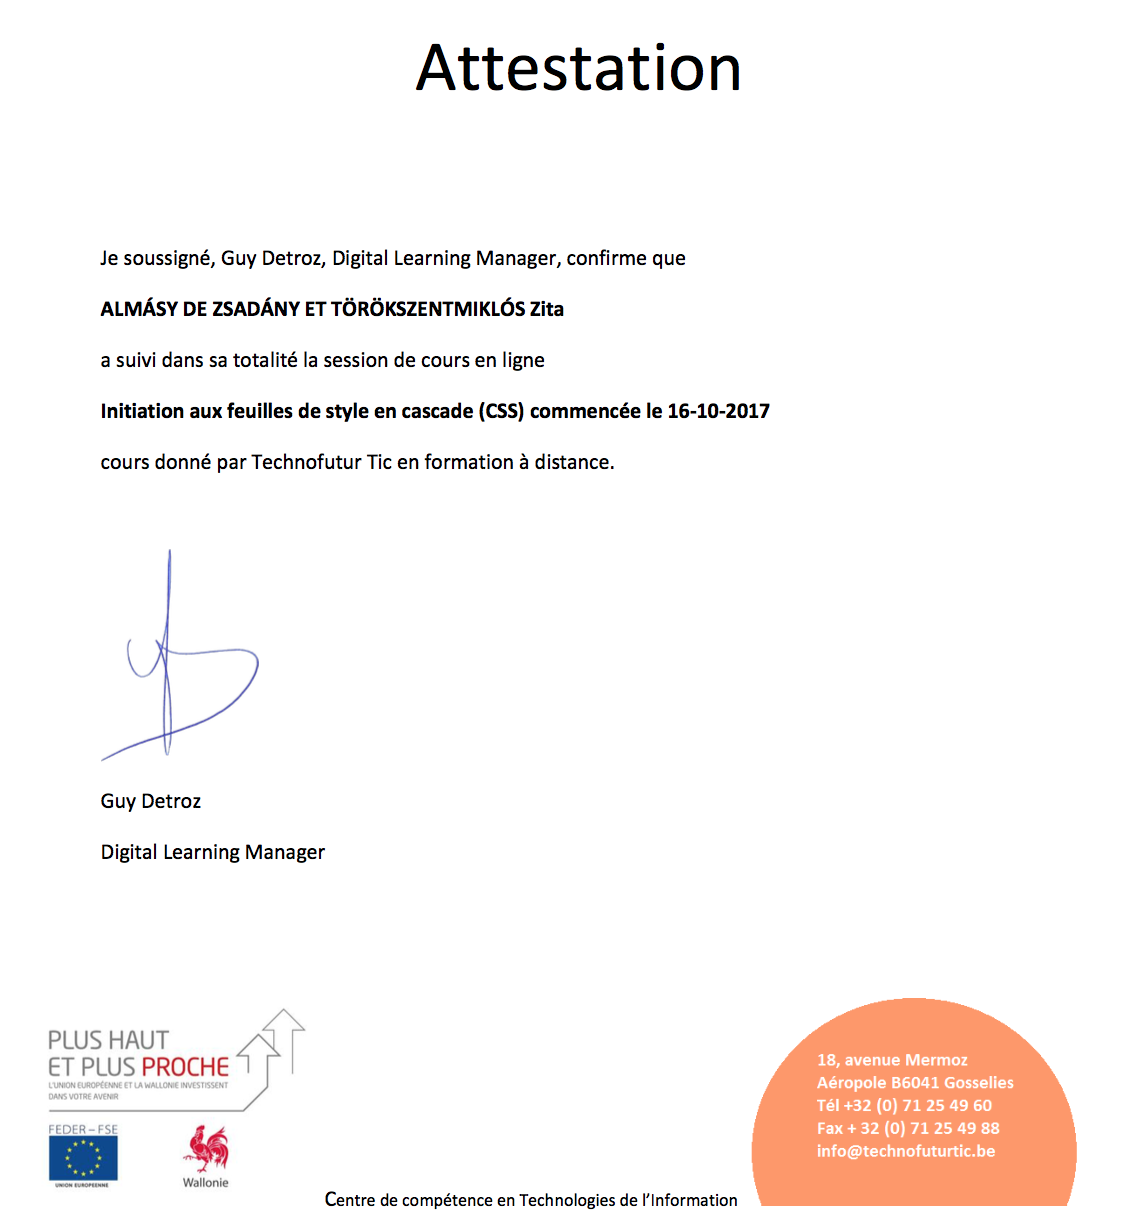 Attestation
Je soussigné, Guy Detroz, Digital Learning Manager, confirme que
ALMÁSY DE ZSADÁNY ET TÖRÖKSZENTMIKLÓS Zita
a suivi dans sa totalité la session de cours en ligne
Initiation aux feuilles de style en cascade (CSS) commencée le 16-10-2017
cours donné par Technofutur Tic en formation à distance.
Guy Detroz
Digital Learning Manager
PLUS HAUT
ET PLUS PROCHE
L'UNION EUROPÉENNE ET LA WALLONIE INVESTISSENT
DANS VOTRE AVENIR
FEDER – FSE
UNION EUROPEENNE
Wallonie
Centre de compétence en Technologies de l'Information
18, avenue Mermoz
Aéropole B6041 Gosselies
Tél +32 (0) 71 25 49 60
Fax + 32 (0) 71 25 49 88
info@technofuturtic.be